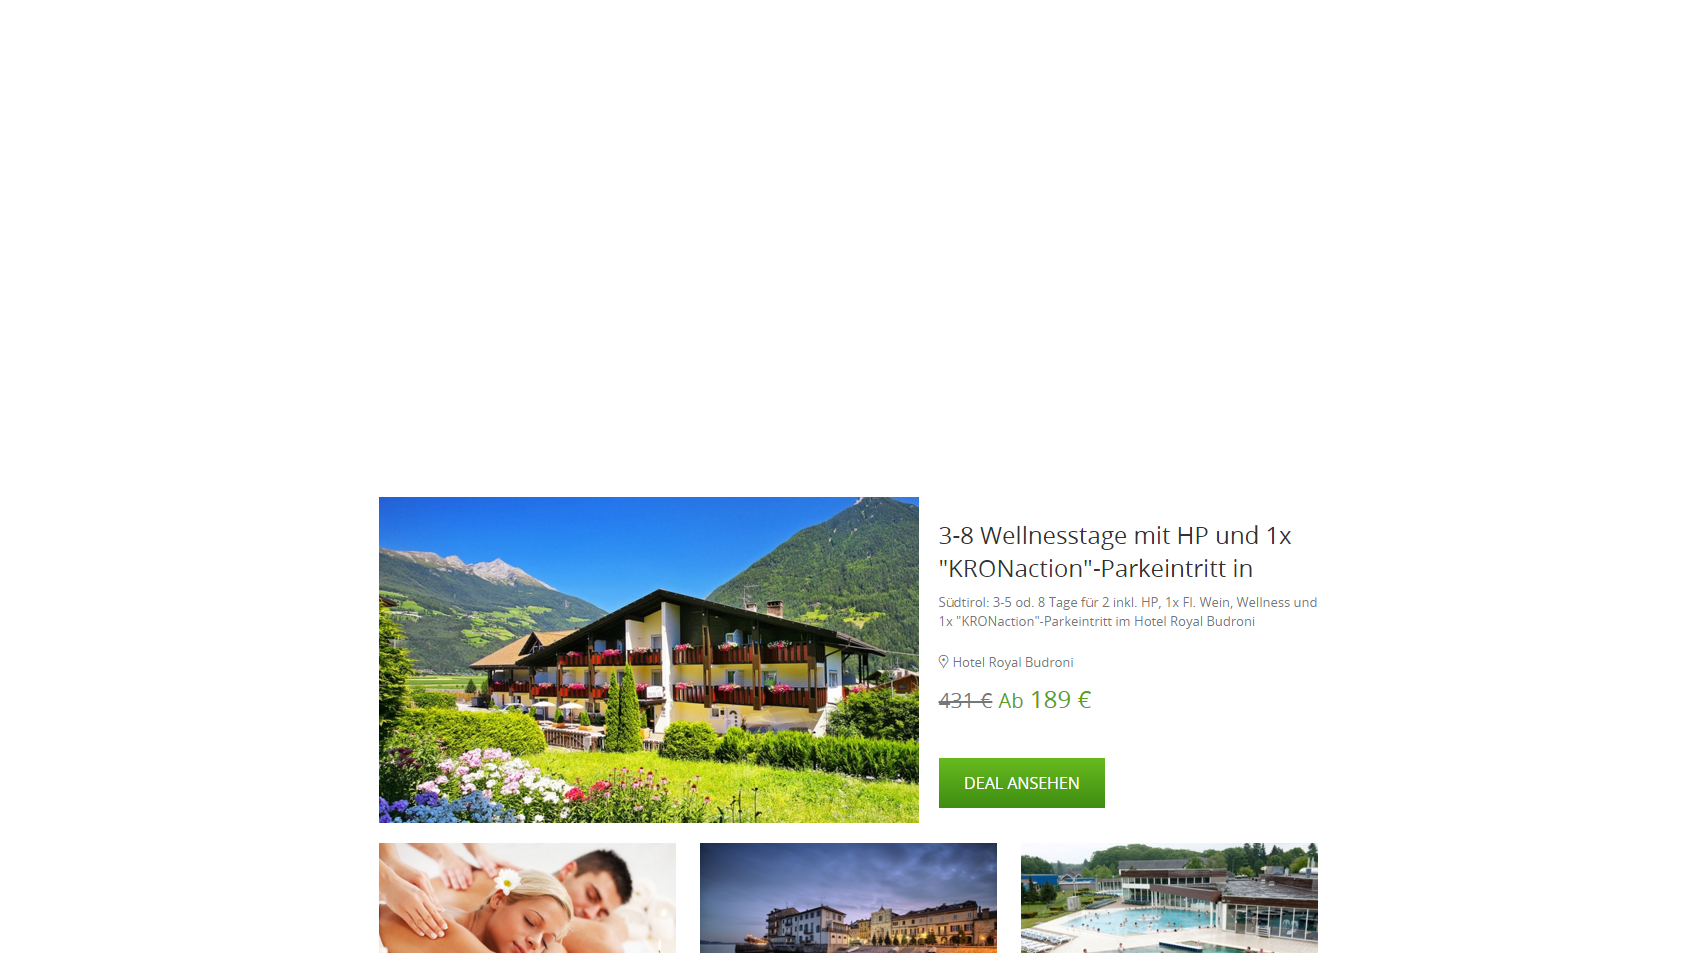 3-8 Wellnesstage mit HP und 1x
"KRONaction"-Parkeintritt in
Südtirol: 3-5 od. 8 Tage für 2 inkl. HP, 1x Fl. Wein, Wellness und
1x "KRONaction"-Parkeintritt im Hotel Royal Budroni
Hotel Royal Budroni
431 € Ab 189 €
DEAL ANSEHEN